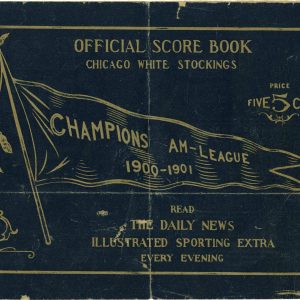 OFFICIAL SCORE BOOK
CHICAGO WHITE STOCKINGS
PRICE
FIVE 5 C
CHAMPIONS AM-LEAGUE
1900-1901
READ
THE DAILY NEWS
ILLUSTRATED SPORTING EXTRA
EVERY EVENING